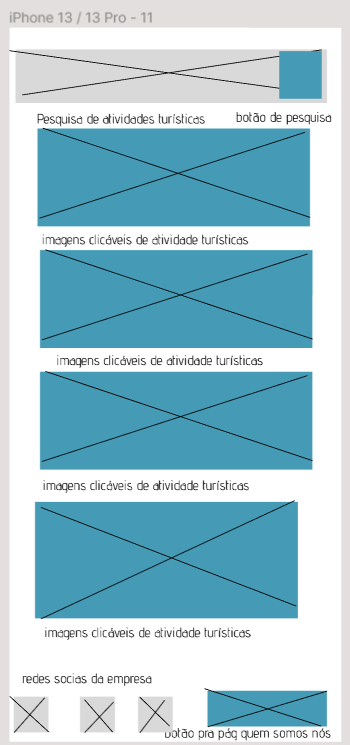 iPhone 13 / 13 Pro - 11
Pesquisa de atividades turísticas
botão de pesquisa
imagens clicáveis de atividade turísticas
imagens clicáveis de atividade turísticas
imagens clicáveis de atividade turísticas
imagens clicáveis de atividade turísticas
redes socias da empresa
botão pra pág quem somos nós